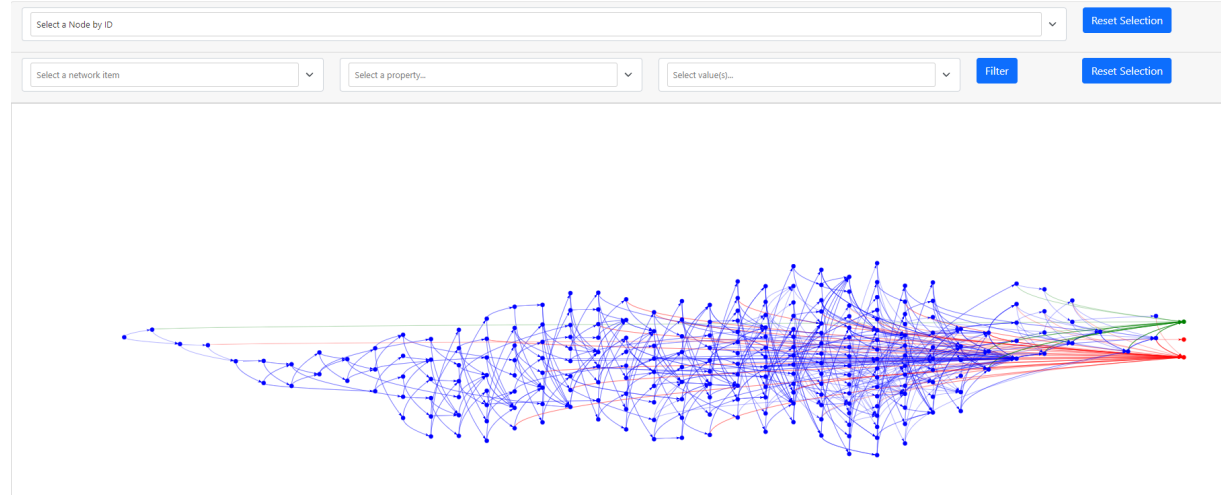 Select a Node by ID
Reset Selection
Select a network item
Select a property...
Select value(s)...
Filter
Reset Selection